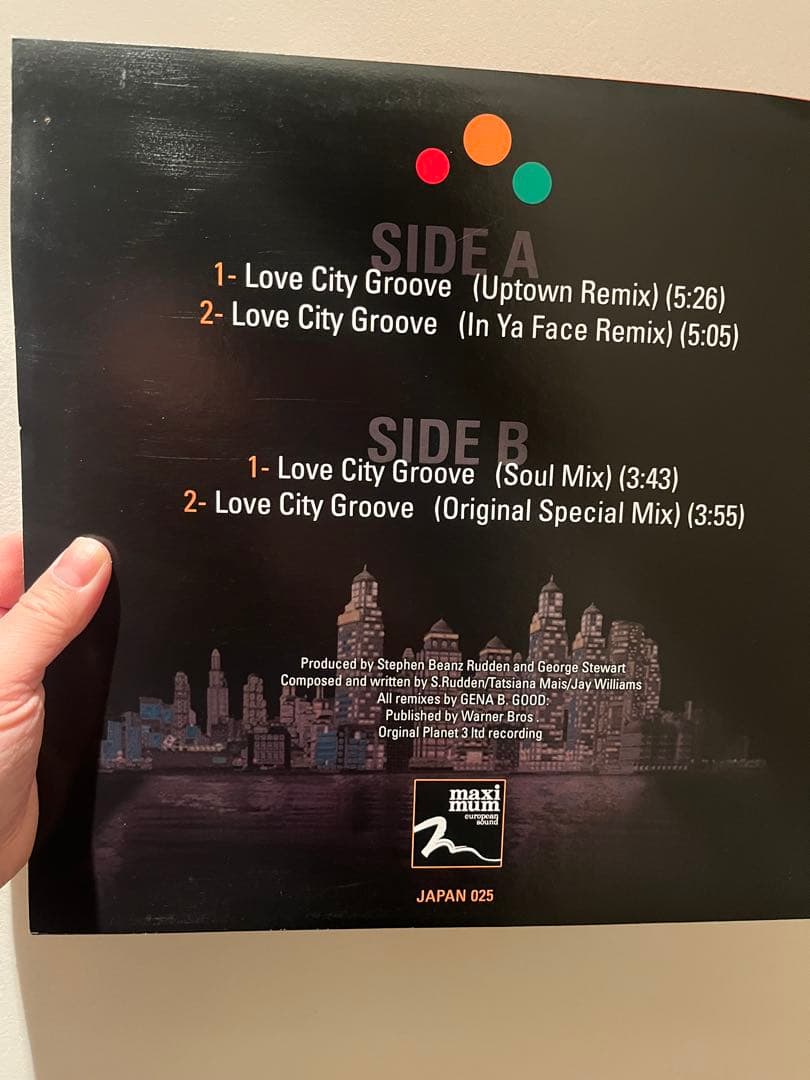 SIDE A
1- Love City Groove (Uptown Remix) (5:26)
2- Love City Groove (In Ya Face Remix) (5:05)
SIDE B
1- Love City Groove (Soul Mix) (3:43)
2- Love City Groove (Original Special Mix) (3:55)
Produced by Stephen Beanz Rudden and George Stewart
Composed and written by S.Rudden/Tatsiana Mais/Jay Williams
All remixes by GENA B. GOOD.
Published by Warner Bros .
Orginal Planet 3 ltd recording
maxi
mum
european
sound
JAPAN 025